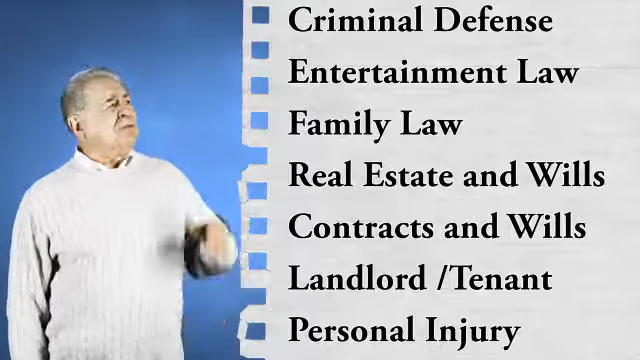 Criminal Defense
Entertainment Law
Family Law
Real Estate and Wills
Contracts and Wills
Landlord /Tenant
Personal Injury